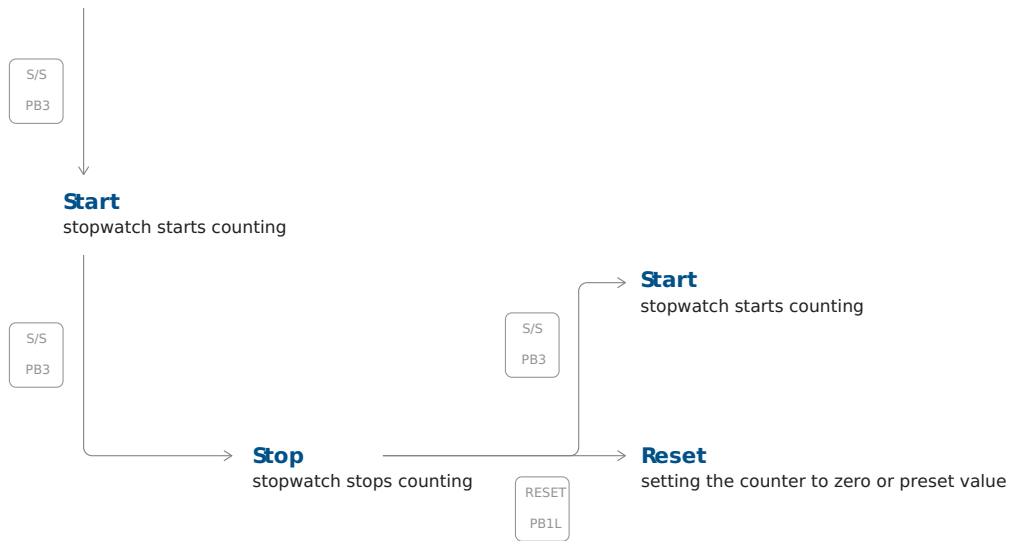 S/S
PB3
Start
stopwatch starts counting
Start
stopwatch starts counting
S/S
PB3
S/S
PB3
Stop
stopwatch stops counting
Reset
setting the counter to zero or preset value
RESET
PB1L